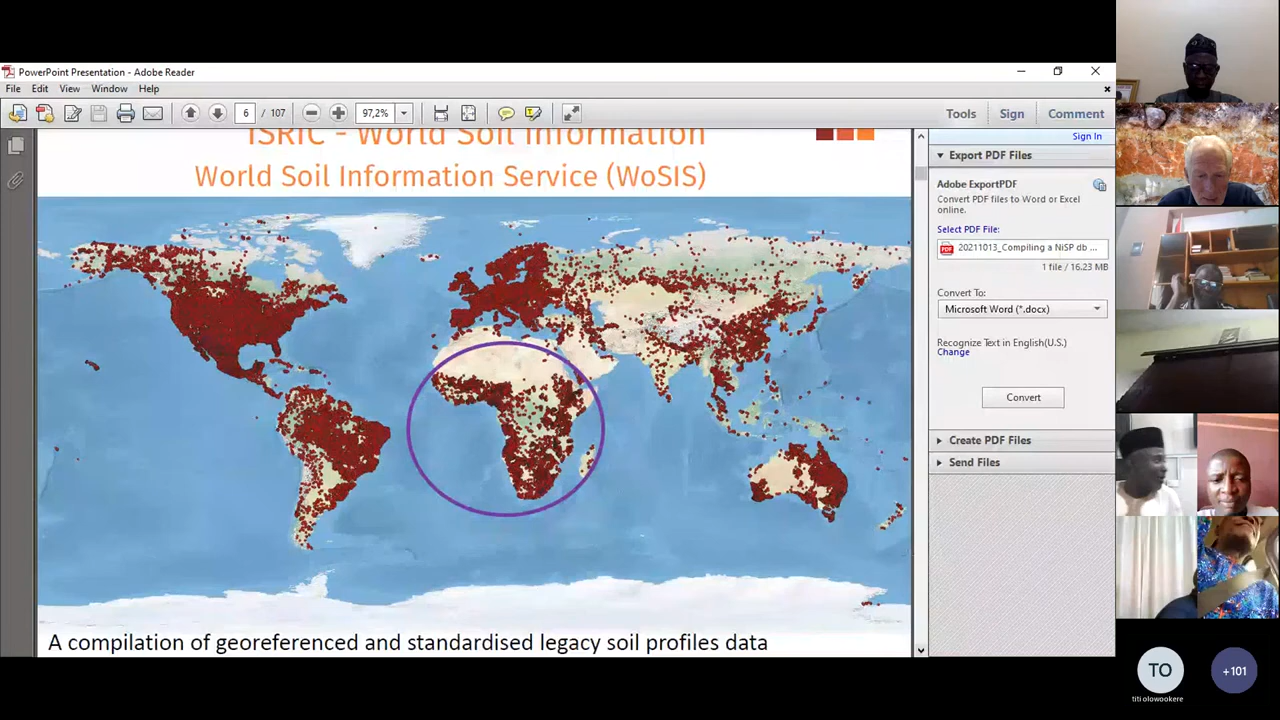 PowerPoint Presentation - Adobe Reader
File Edit View Window Help
6 / 107 97,2% Tools Sign Comment
Sign In
ISRIC - World Soil Information
World Soil Information Service (WoSIS)
A compilation of georeferenced and standardised legacy soil profiles data
Export PDF Files
Adobe ExportPDF
Convert PDF files to Word or Excel
online.
Select PDF File:
20211013_Compiling a NiSP db ...
1 file / 16.23 MB
Convert To:
Microsoft Word (*.docx)
Recognize Text in English(U.S.)
Change
Convert
Create PDF Files
Send Files
TO
titi olowookere
+101